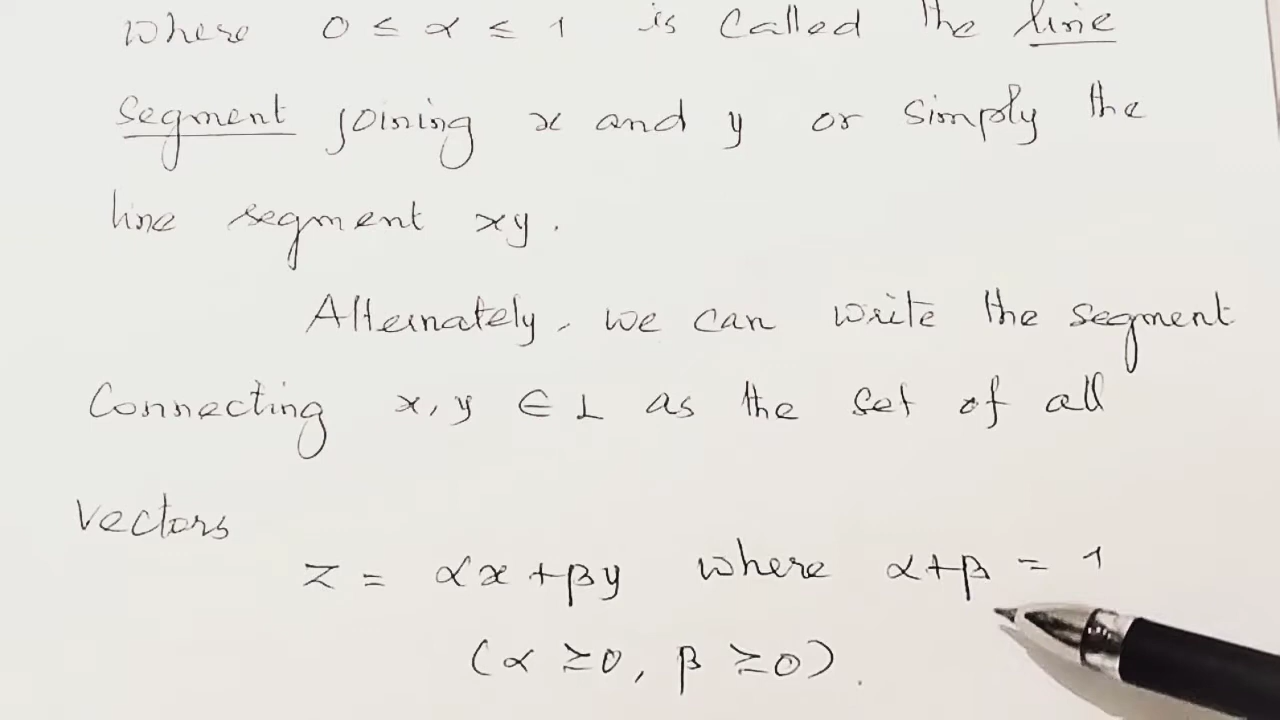 where 0 ≤ α ≤ 1 is called the line
segment joining x and y or simply the
line segment xy.
Alternately, we can write the segment
Connecting x, y ∈ L as the set of all
vectors
z = αx + βy where α+β = 1
(α ≥ 0, β ≥ 0).